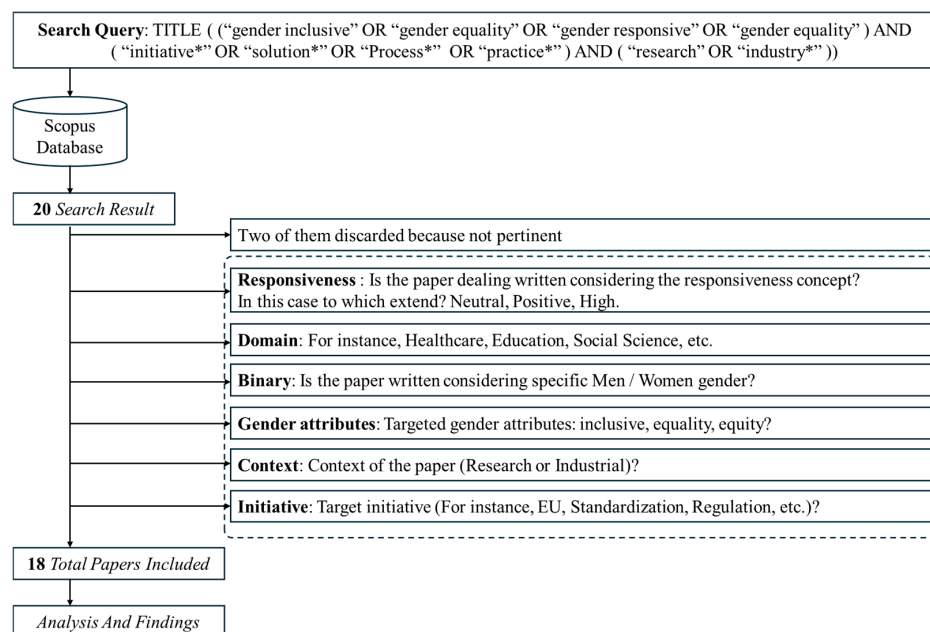 Search Query: TITLE ( (“gender inclusive” OR “gender equality” OR “gender responsive” OR “gender equality” ) AND
( “initiative*” OR “solution*” OR “Process*” OR “practice*” ) AND ( “research” OR “industry*” ))
Scopus
Database
20 Search Result
Two of them discarded because not pertinent
Responsiveness : Is the paper dealing written considering the responsiveness concept?
In this case to which extend? Neutral, Positive, High.
Domain: For instance, Healthcare, Education, Social Science, etc.
Binary: Is the paper written considering specific Men / Women gender?
Gender attributes: Targeted gender attributes: inclusive, equality, equity?
Context: Context of the paper (Research or Industrial)?
Initiative: Target initiative (For instance, EU, Standardization, Regulation, etc.)?
18 Total Papers Included
Analysis And Findings